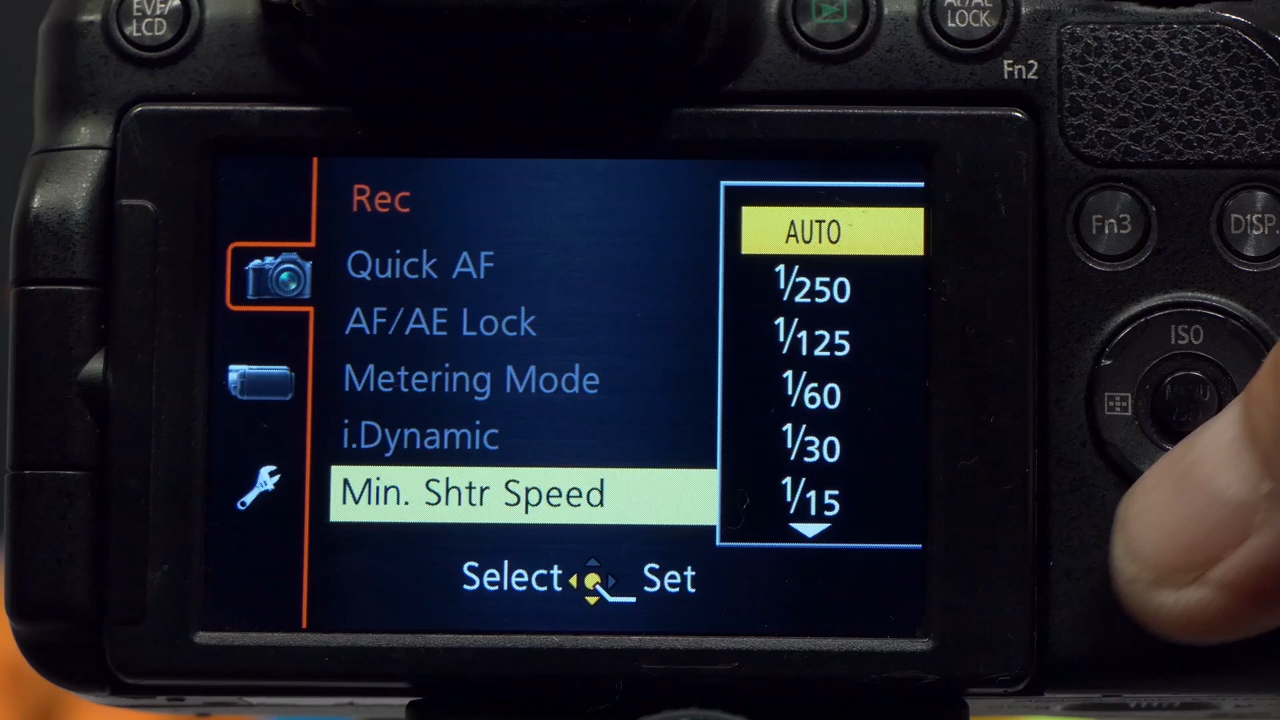 EVF/
LCD
AF/AE
LOCK
Fn2
Rec
Quick AF
AF/AE Lock
Metering Mode
i.Dynamic
Min. Shtr Speed
AUTO
1/250
1/125
1/60
1/30
1/15
Select Set
Fn3
DISP.
ISO
MENU